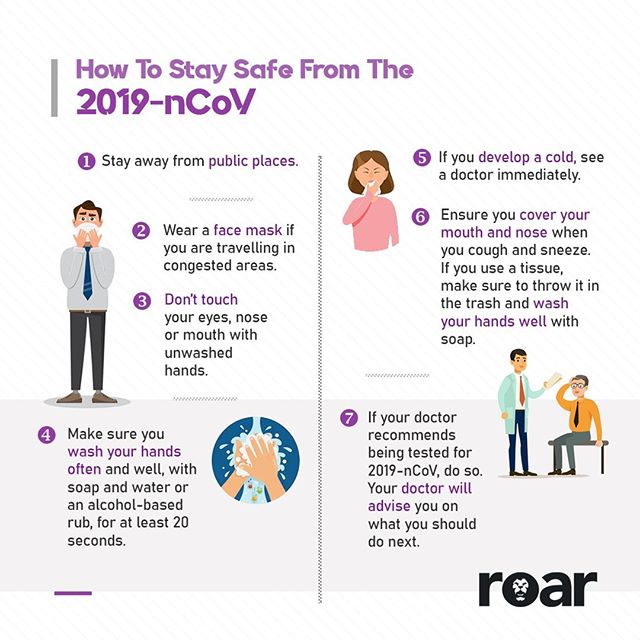 How To Stay Safe From The
2019-nCoV
1 Stay away from public places.
2 Wear a face mask if
you are travelling in
congested areas.
3 Don't touch
your eyes, nose
or mouth with
unwashed
hands.
4 Make sure you
wash your hands
often and well, with
soap and water or
an alcohol-based
rub, for at least 20
seconds.
5 If you develop a cold, see
a doctor immediately.
6 Ensure you cover your
mouth and nose when
you cough and sneeze.
If you use a tissue,
make sure to throw it in
the trash and wash
your hands well with
soap.
7 If your doctor
recommends
being tested for
2019-nCoV, do so.
Your doctor will
advise you on
what you should
do next.
roar